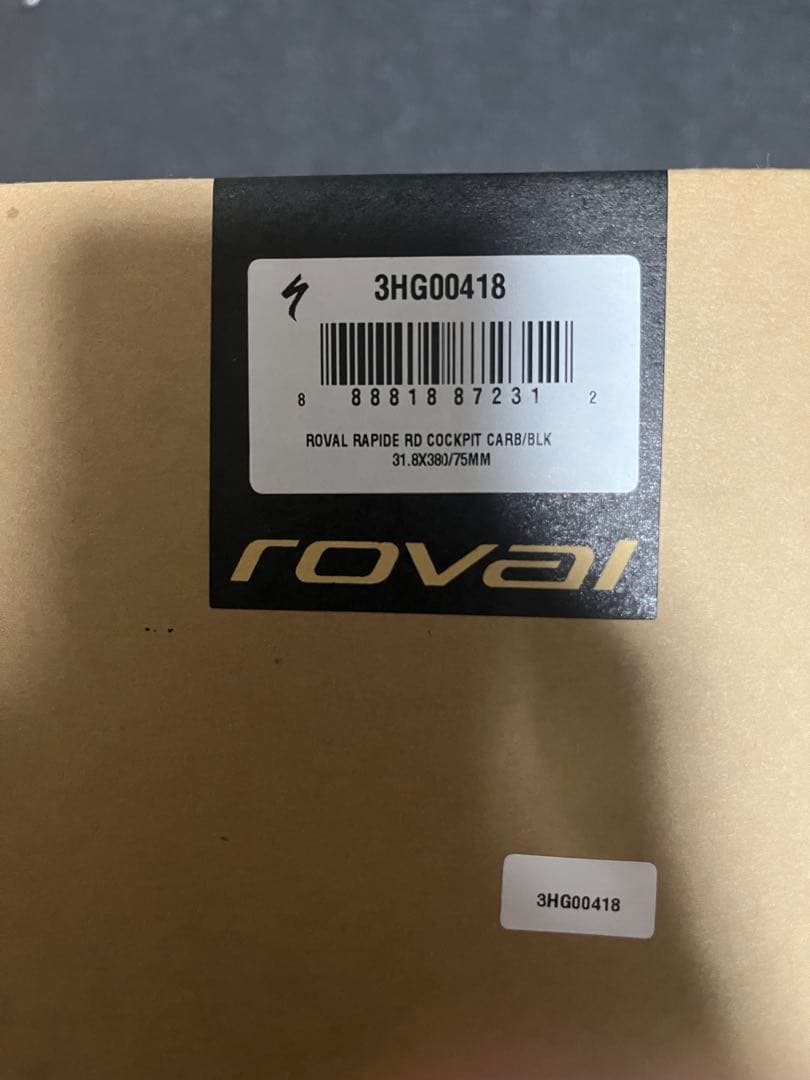 3HG00418
8 88818 87231 2
ROVAL RAPIDE RD COCKPIT CARB/BLK
31.8X380/75MM
roval
3HG00418